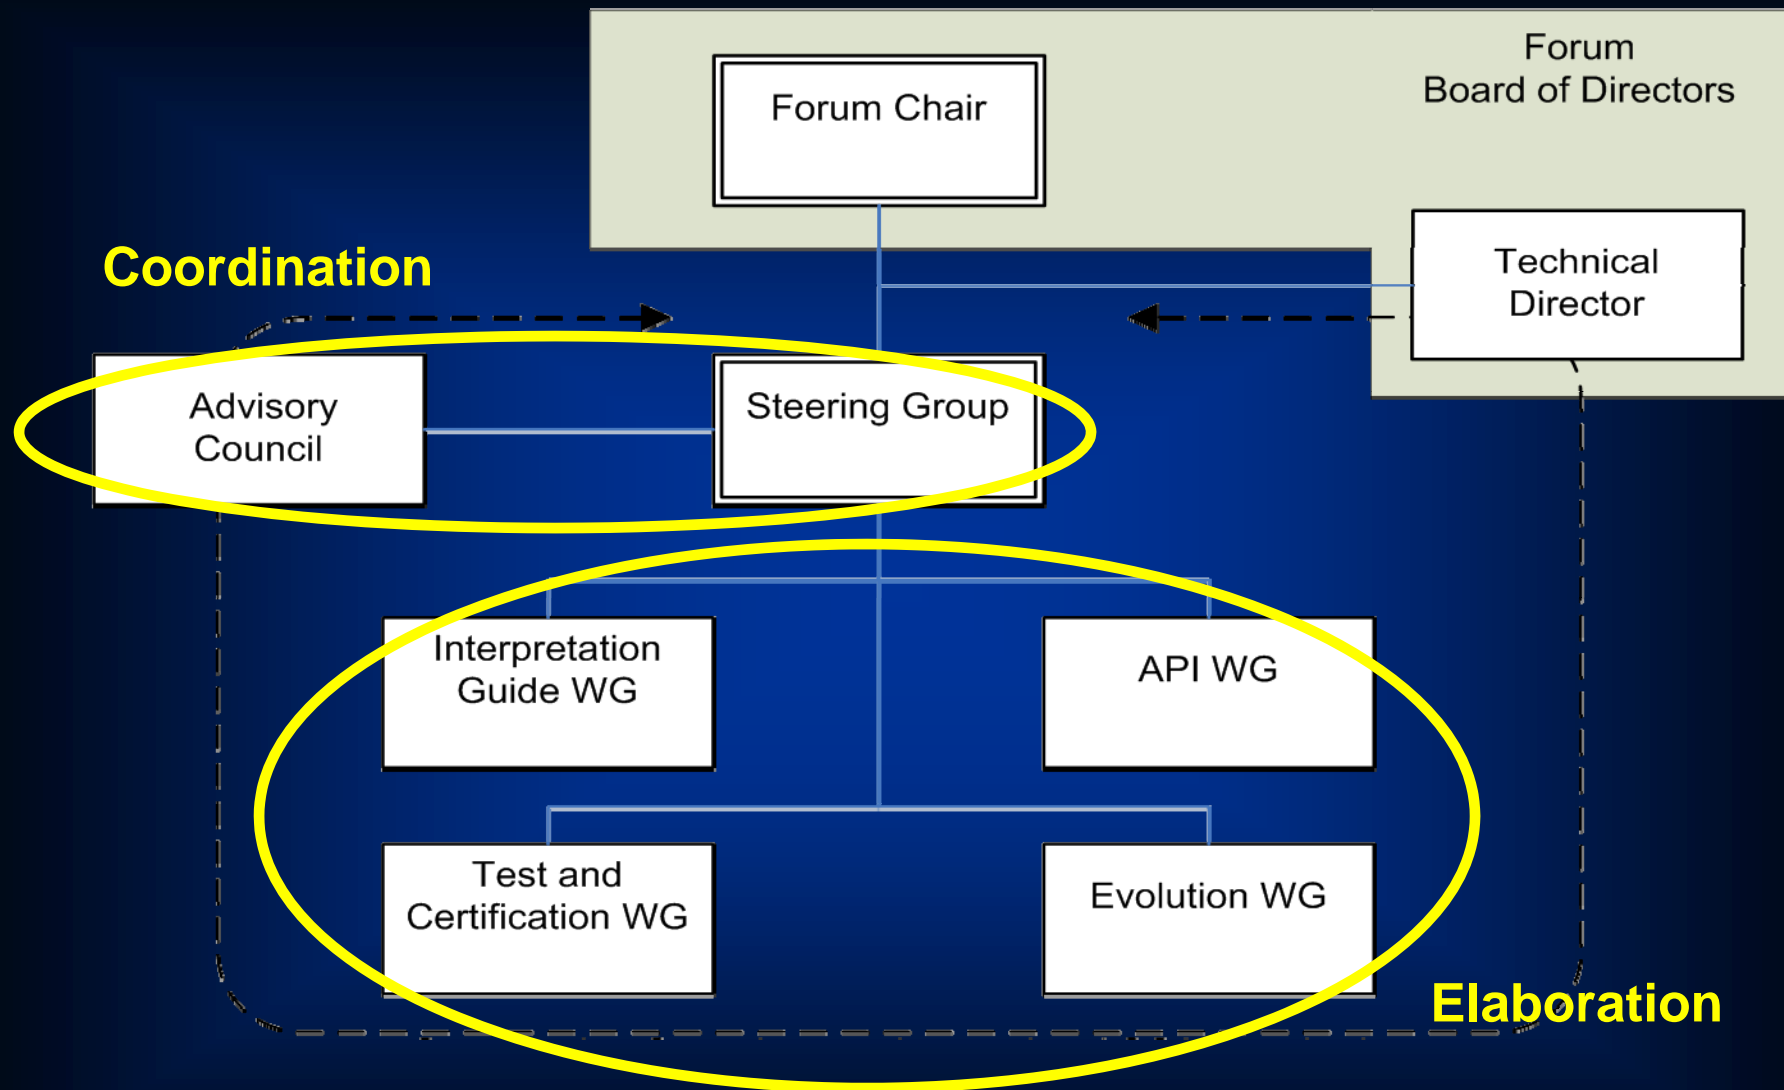 Forum
Board of Directors
Forum Chair
Technical
Director
Coordination
Advisory
Council
Steering Group
Interpretation
Guide WG
API WG
Test and
Certification WG
Evolution WG
Elaboration